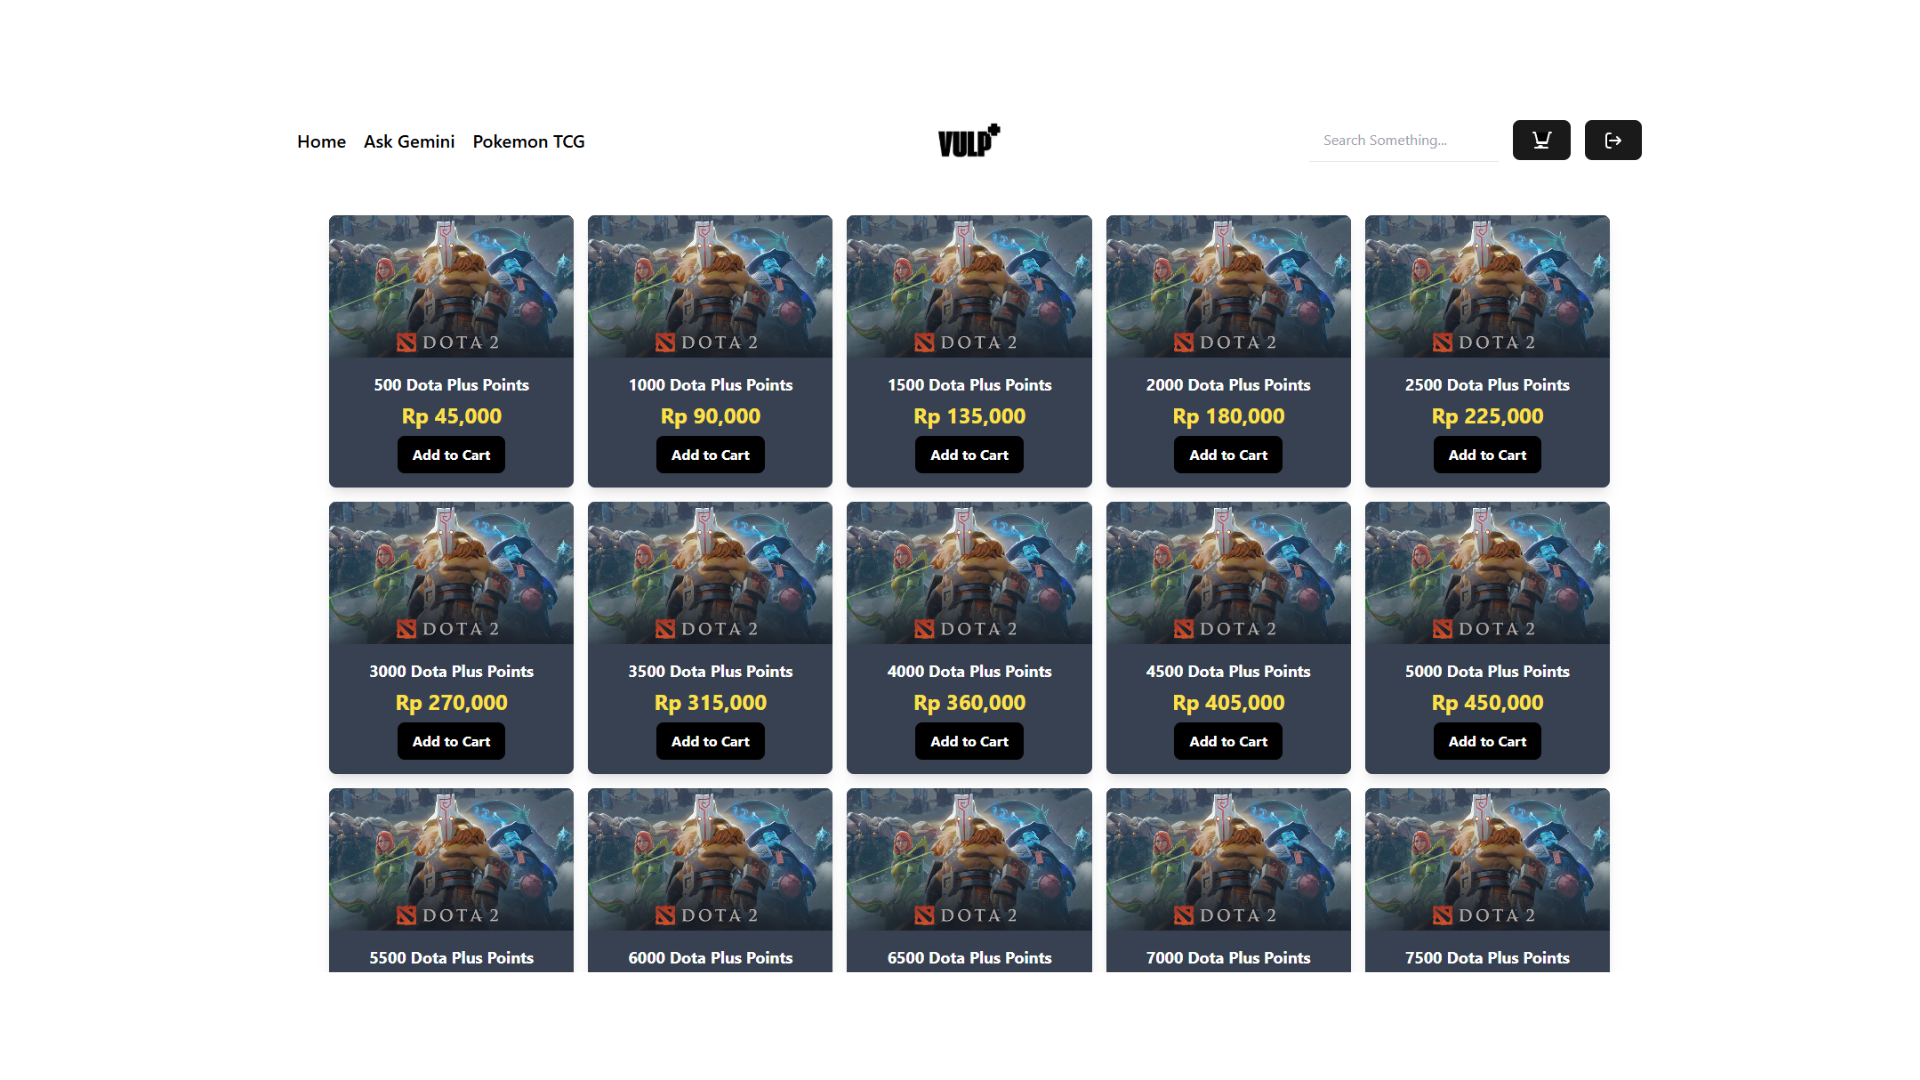 Home Ask Gemini Pokemon TCG VULP+ Search Something...
DOTA 2 DOTA 2 DOTA 2 DOTA 2 DOTA 2
500 Dota Plus Points 1000 Dota Plus Points 1500 Dota Plus Points 2000 Dota Plus Points 2500 Dota Plus Points
Rp 45,000 Rp 90,000 Rp 135,000 Rp 180,000 Rp 225,000
Add to Cart Add to Cart Add to Cart Add to Cart Add to Cart
DOTA 2 DOTA 2 DOTA 2 DOTA 2 DOTA 2
3000 Dota Plus Points 3500 Dota Plus Points 4000 Dota Plus Points 4500 Dota Plus Points 5000 Dota Plus Points
Rp 270,000 Rp 315,000 Rp 360,000 Rp 405,000 Rp 450,000
Add to Cart Add to Cart Add to Cart Add to Cart Add to Cart
DOTA 2 DOTA 2 DOTA 2 DOTA 2 DOTA 2
5500 Dota Plus Points 6000 Dota Plus Points 6500 Dota Plus Points 7000 Dota Plus Points 7500 Dota Plus Points